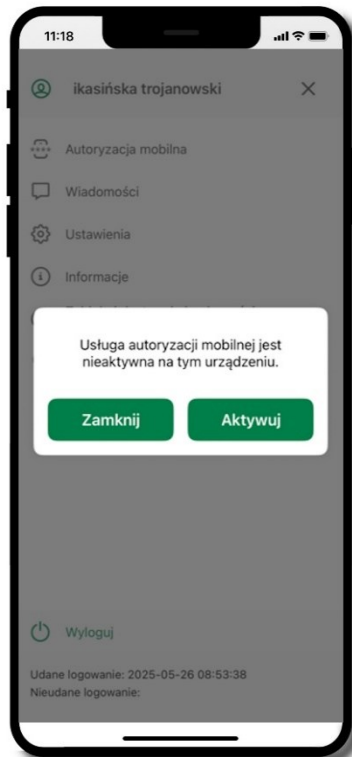 11:18
ikasińska trojanowski
Autoryzacja mobilna
Wiadomości
Ustawienia
Informacje
Usługa autoryzacji mobilnej jest
nieaktywna na tym urządzeniu.
Zamknij Aktywuj
Wyloguj
Udane logowanie: 2025-05-26 08:53:38
Nieudane logowanie: